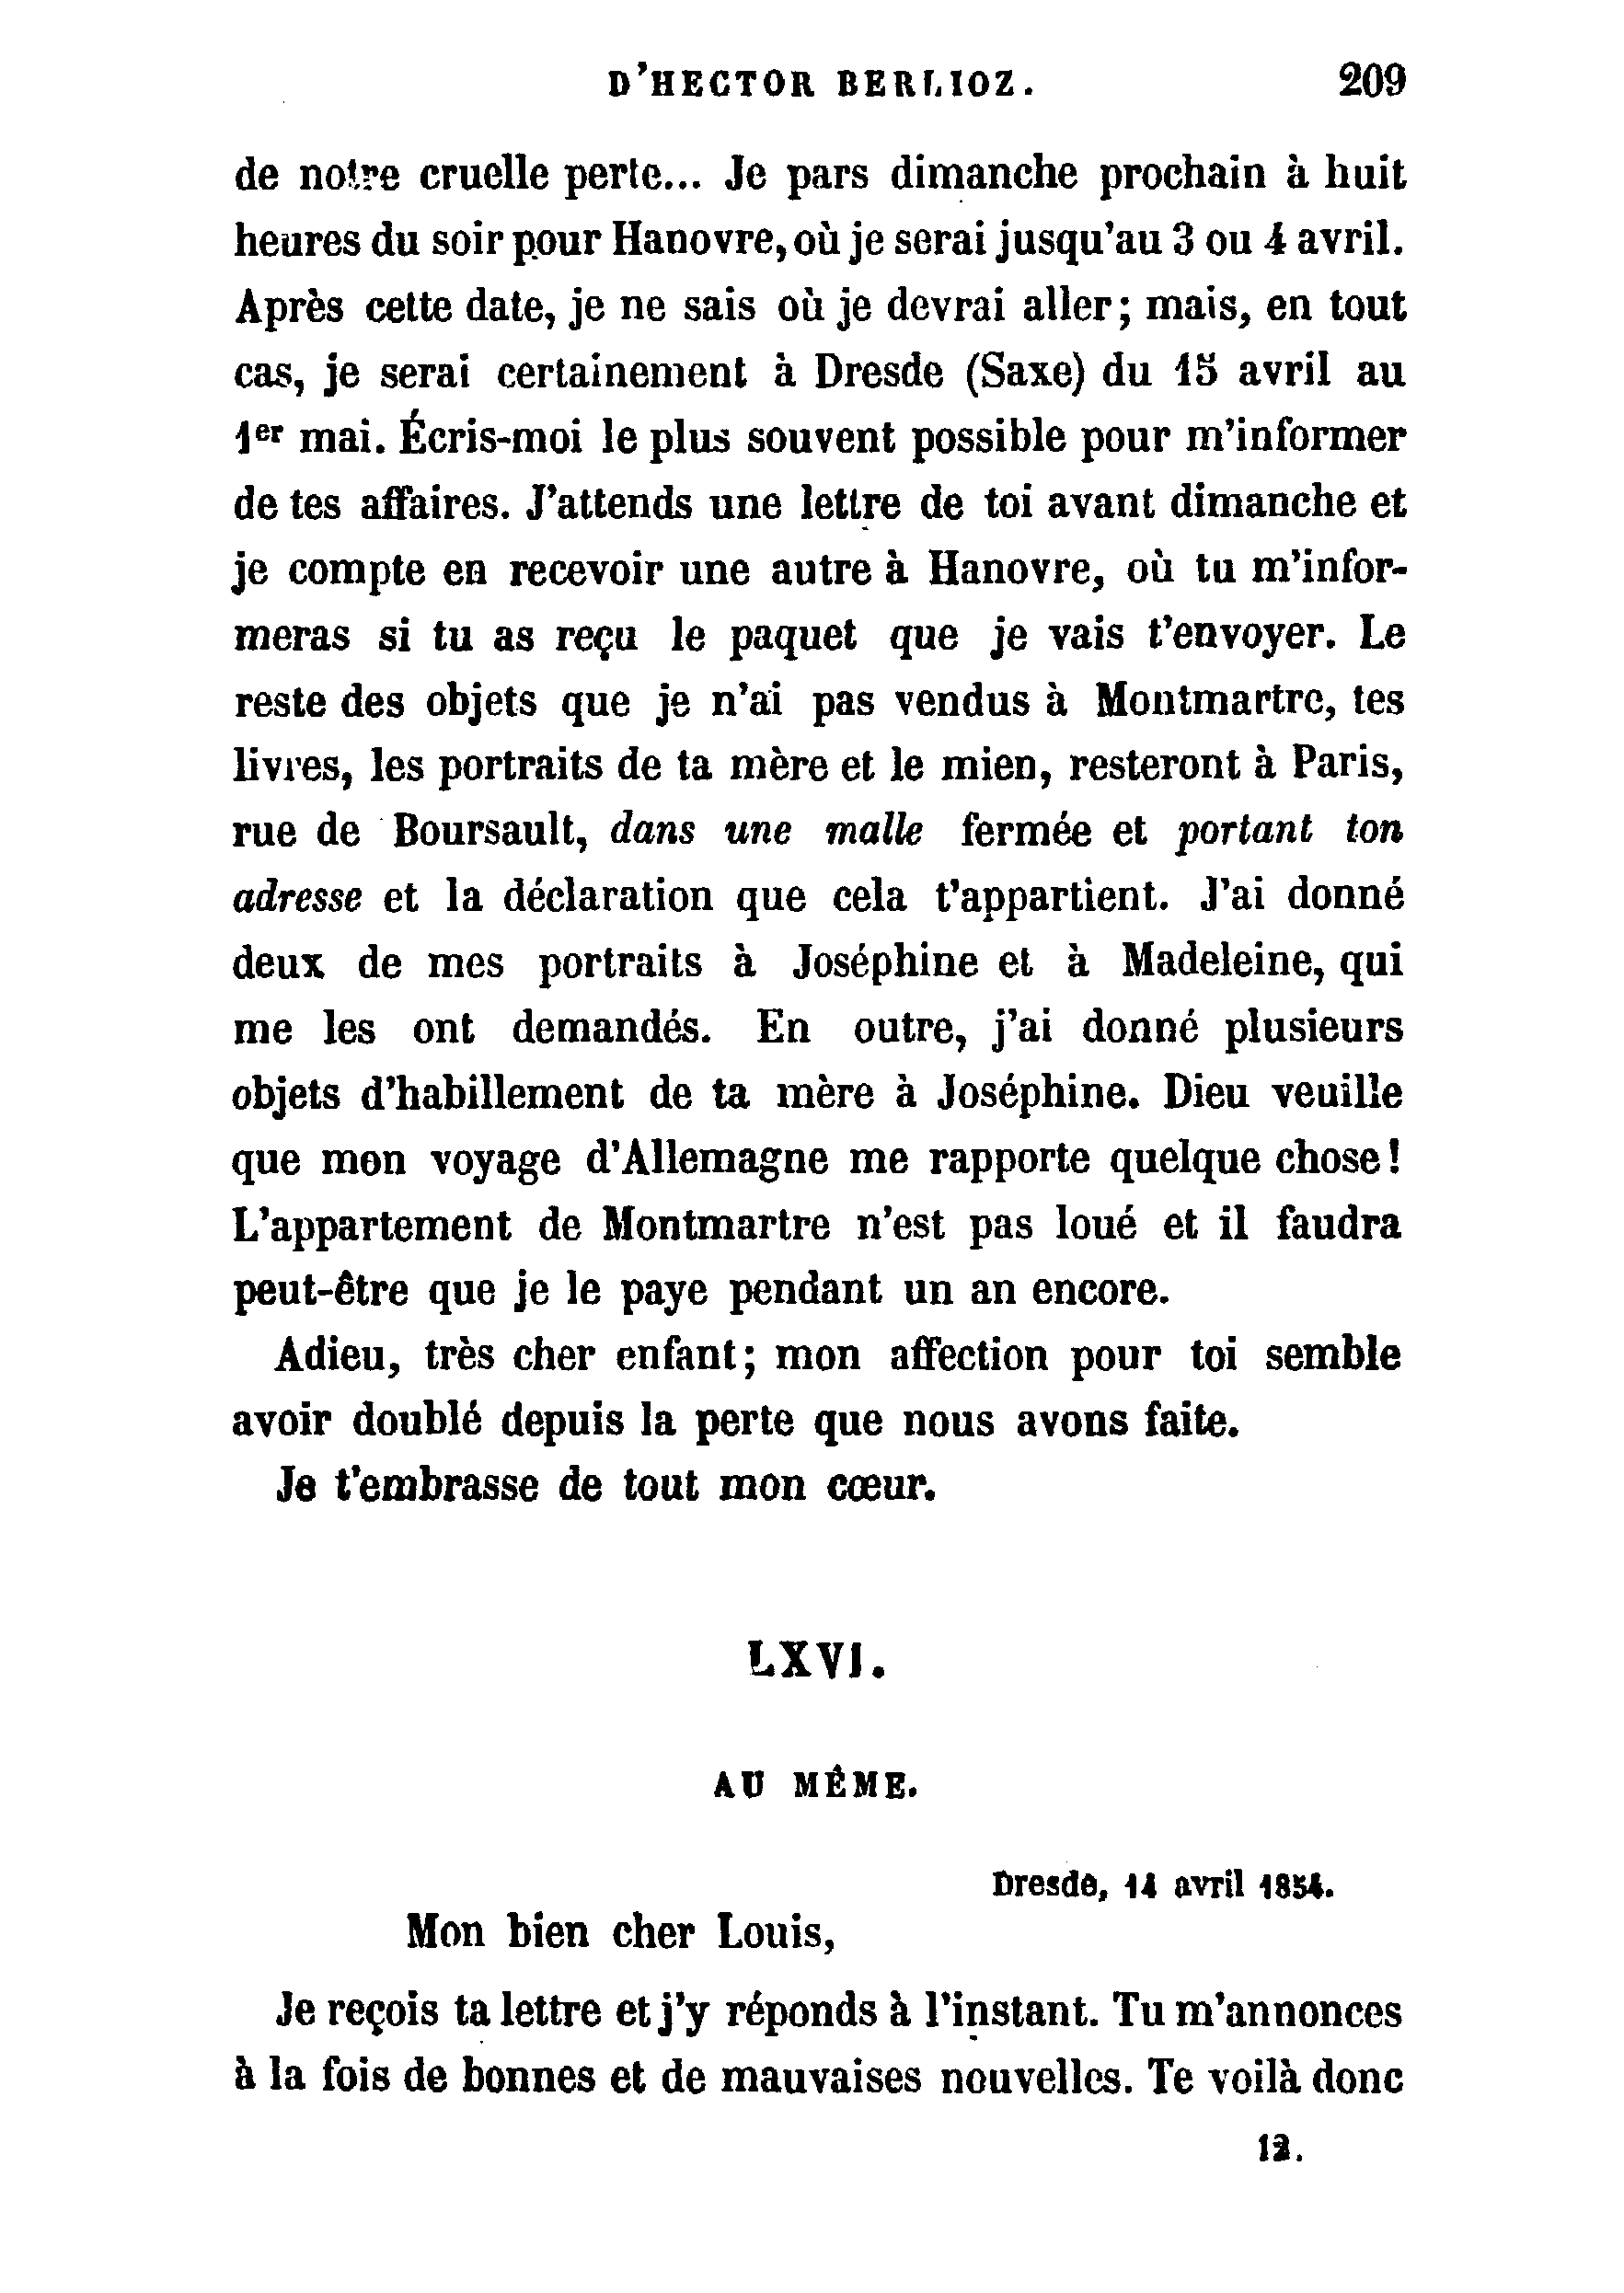 D'HECTOR BERLIOZ. 209
de notre cruelle perte... Je pars dimanche prochain à huit
heures du soir pour Hanovre, où je serai jusqu'au 3 ou 4 avril.
Après cette date, je ne sais où je devrai aller; mais, en tout
cas, je serai certainement à Dresde (Saxe) du 15 avril au
1er mai. Écris-moi le plus souvent possible pour m'informer
de tes affaires. J'attends une lettre de toi avant dimanche et
je compte en recevoir une autre à Hanovre, où tu m'infor-
meras si tu as reçu le paquet que je vais t'envoyer. Le
reste des objets que je n'ai pas vendus à Montmartre, tes
livres, les portraits de ta mère et le mien, resteront à Paris,
rue de Boursault, dans une malle fermée et portant ton
adresse et la déclaration que cela t'appartient. J'ai donné
deux de mes portraits à Joséphine et à Madeleine, qui
me les ont demandés. En outre, j'ai donné plusieurs
objets d'habillement de ta mère à Joséphine. Dieu veuille
que mon voyage d'Allemagne me rapporte quelque chose!
L'appartement de Montmartre n'est pas loué et il faudra
peut-être que je le paye pendant un an encore.
Adieu, très cher enfant; mon affection pour toi semble
avoir doublé depuis la perte que nous avons faite.
Je t'embrasse de tout mon cœur.
LXVI.
AU MÊME.
Dresde, 14 avril 1854.
Mon bien cher Louis,
Je reçois ta lettre et j'y réponds à l'instant. Tu m'annonces
à la fois de bonnes et de mauvaises nouvelles. Te voilà donc
12.